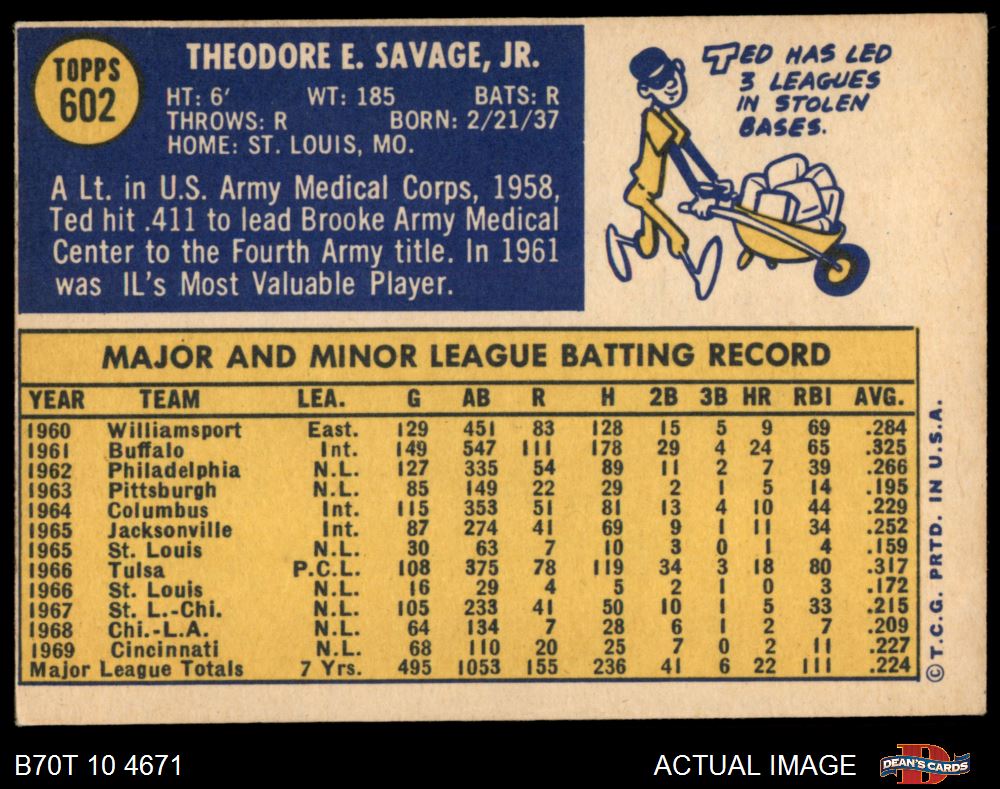 TOPPS
602
THEODORE E. SAVAGE, JR.
HT: 6' WT: 185 BATS: R
THROWS: R BORN: 2/21/37
HOME: ST. LOUIS, MO.
A Lt. in U.S. Army Medical Corps, 1958,
Ted hit .411 to lead Brooke Army Medical
Center to the Fourth Army title. In 1961
was IL's Most Valuable Player.
TED HAS LED
3 LEAGUES
IN STOLEN
BASES.
MAJOR AND MINOR LEAGUE BATTING RECORD
YEAR TEAM LEA. G AB R H 2B 3B HR RBI AVG.
1960 Williamsport East. 129 451 83 128 15 5 9 69 .284
1961 Buffalo Int. 149 547 111 178 29 4 24 65 .325
1962 Philadelphia N.L. 127 335 54 89 11 2 7 39 .266
1963 Pittsburgh N.L. 85 149 22 29 2 1 5 14 .195
1964 Columbus Int. 115 353 51 81 13 4 10 44 .229
1965 Jacksonville Int. 87 274 41 69 9 1 11 34 .252
1965 St. Louis N.L. 30 63 7 10 3 0 1 4 .159
1966 Tulsa P.C.L. 108 375 78 119 34 3 18 80 .317
1966 St. Louis N.L. 16 29 4 5 2 1 0 3 .172
1967 St. L.-Chi. N.L. 105 233 41 50 10 1 5 33 .215
1968 Chi.-L.A. N.L. 64 134 7 28 6 1 2 7 .209
1969 Cincinnati N.L. 68 110 20 25 7 0 2 11 .227
Major League Totals 7 Yrs. 495 1053 155 236 41 6 22 111 .224
© T.C.G. PRTD. IN U.S.A.
B70T 10 4671
ACTUAL IMAGE
D
DEAN'S CARDS